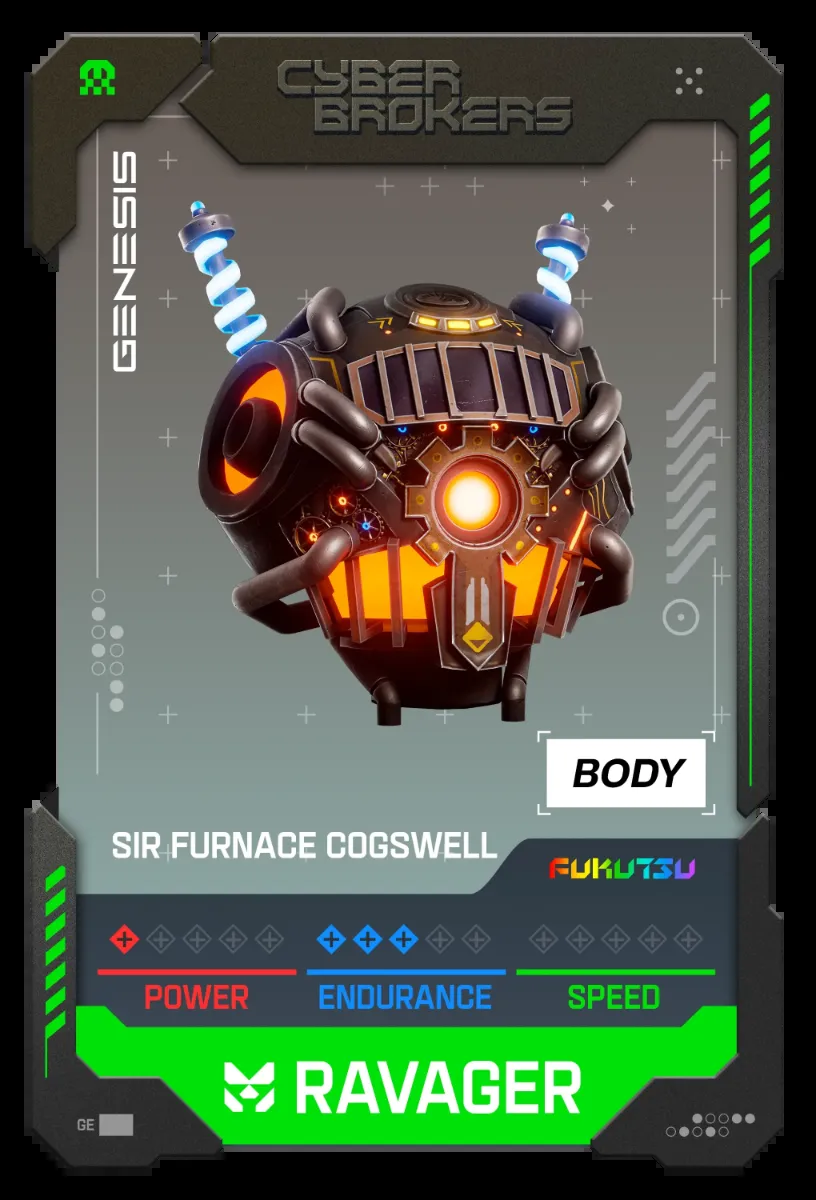 CYBER
BROKERS
GENESIS
BODY
SIR FURNACE COGSWELL
FUKUTSU
POWER
ENDURANCE
SPEED
RAVAGER
GE